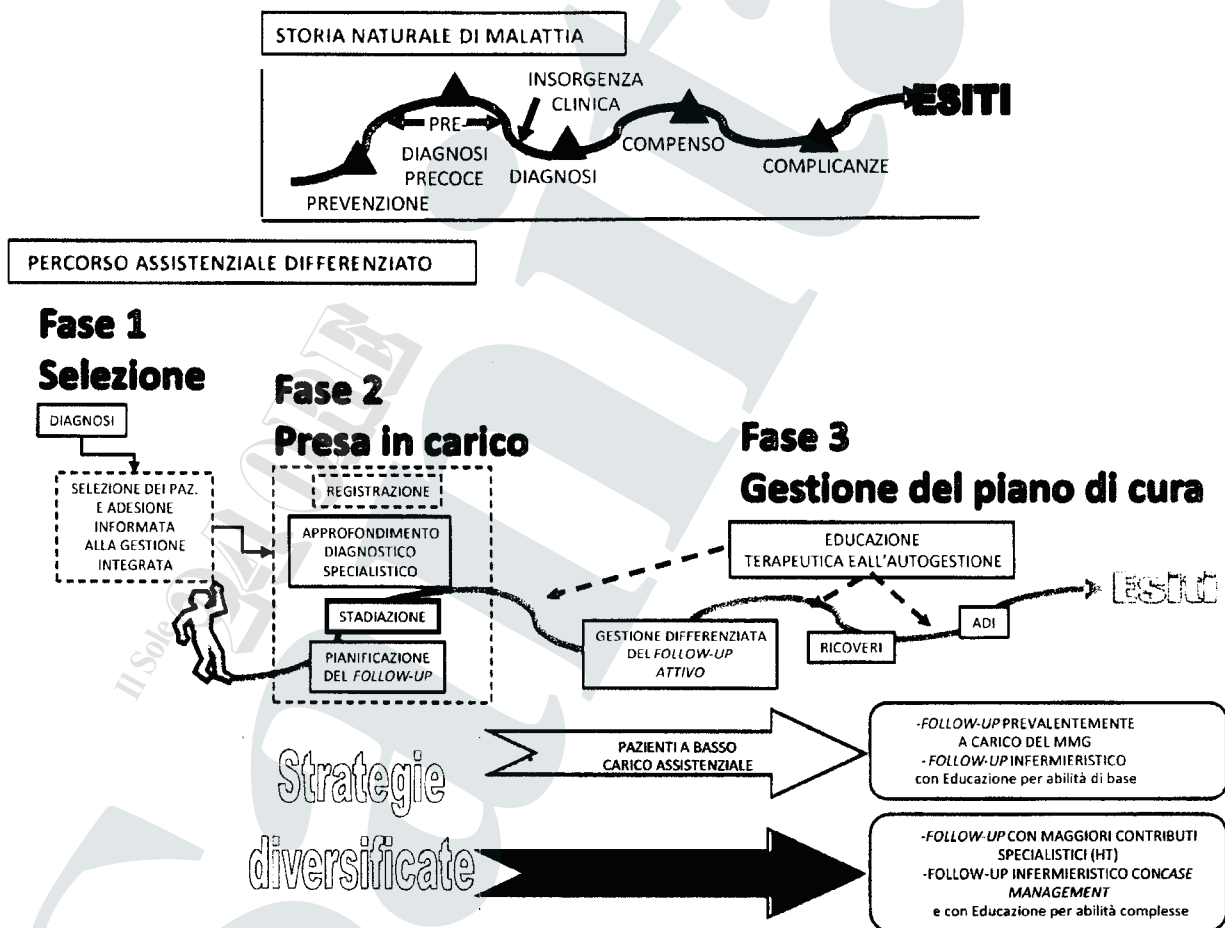 STORIA NATURALE DI MALATTIA
INSORGENZA
CLINICA
ESITI
PRE-
DIAGNOSI
PRECOCE
DIAGNOSI
COMPENSO
COMPLICANZE
PREVENZIONE
PERCORSO ASSISTENZIALE DIFFERENZIATO
Fase 1
Selezione
DIAGNOSI
SELEZIONE DEI PAZ.
E ADESIONE
INFORMATA
ALLA GESTIONE
INTEGRATA
Fase 2
Presa in carico
REGISTRAZIONE
APPROFONDIMENTO
DIAGNOSTICO
SPECIALISTICO
STADIAZIONE
PIANIFICAZIONE
DEL FOLLOW-UP
Fase 3
Gestione del piano di cura
EDUCAZIONE
TERAPEUTICA EALL'AUTOGESTIONE
GESTIONE DIFFERENZIATA
DEL FOLLOW-UP
ATTIVO
RICOVERI
ADI
Esiti
Strategie
diversificate
PAZIENTI A BASSO
CARICO ASSISTENZIALE
-FOLLOW-UP PREVALENTEMENTE
A CARICO DEL MMG
- FOLLOW-UP INFERMIERISTICO
con Educazione per abilità di base
-FOLLOW-UP CON MAGGIORI CONTRIBUTI
SPECIALISTICI (HT)
-FOLLOW-UP INFERMIERISTICO CONCASE
MANAGEMENT
e con Educazione per abilità complesse
Il Sole
24 ORE
Sanità